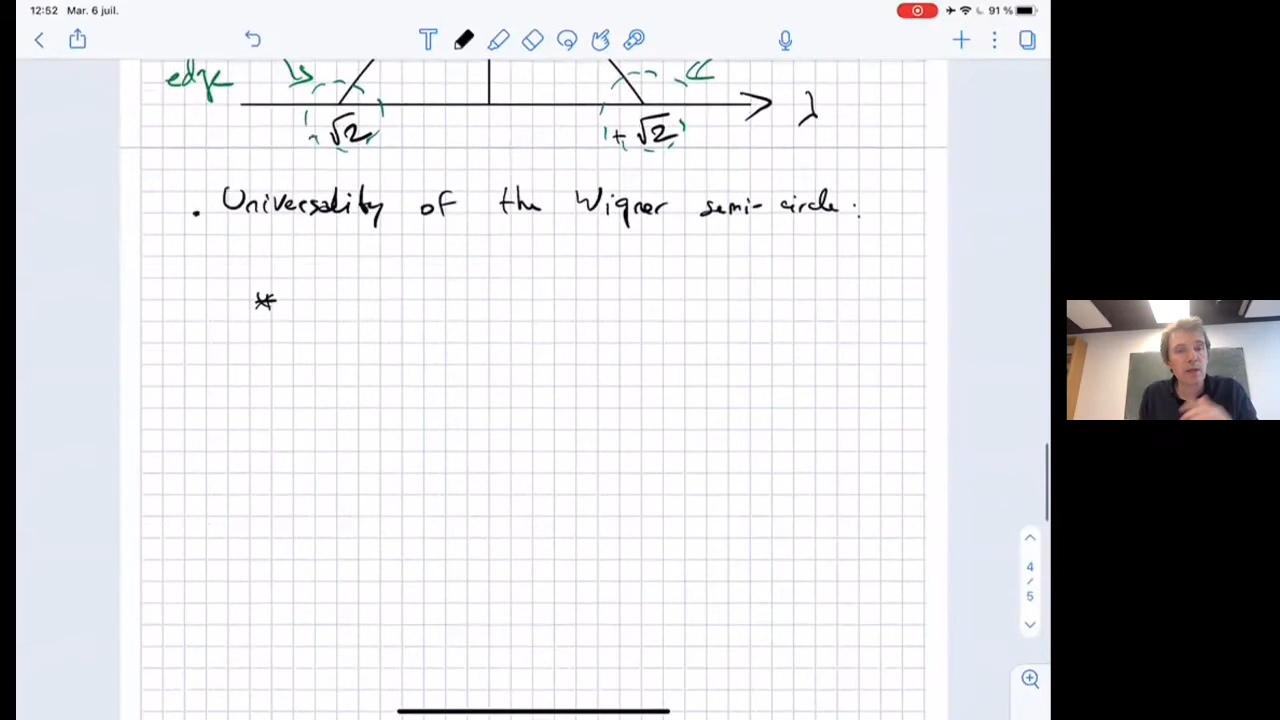 12:52 Mar. 6 juil.
91 %
T
edge
λ
- √2
+ √2
. Universality of the Wigner semi-circle :
*
4
/
5